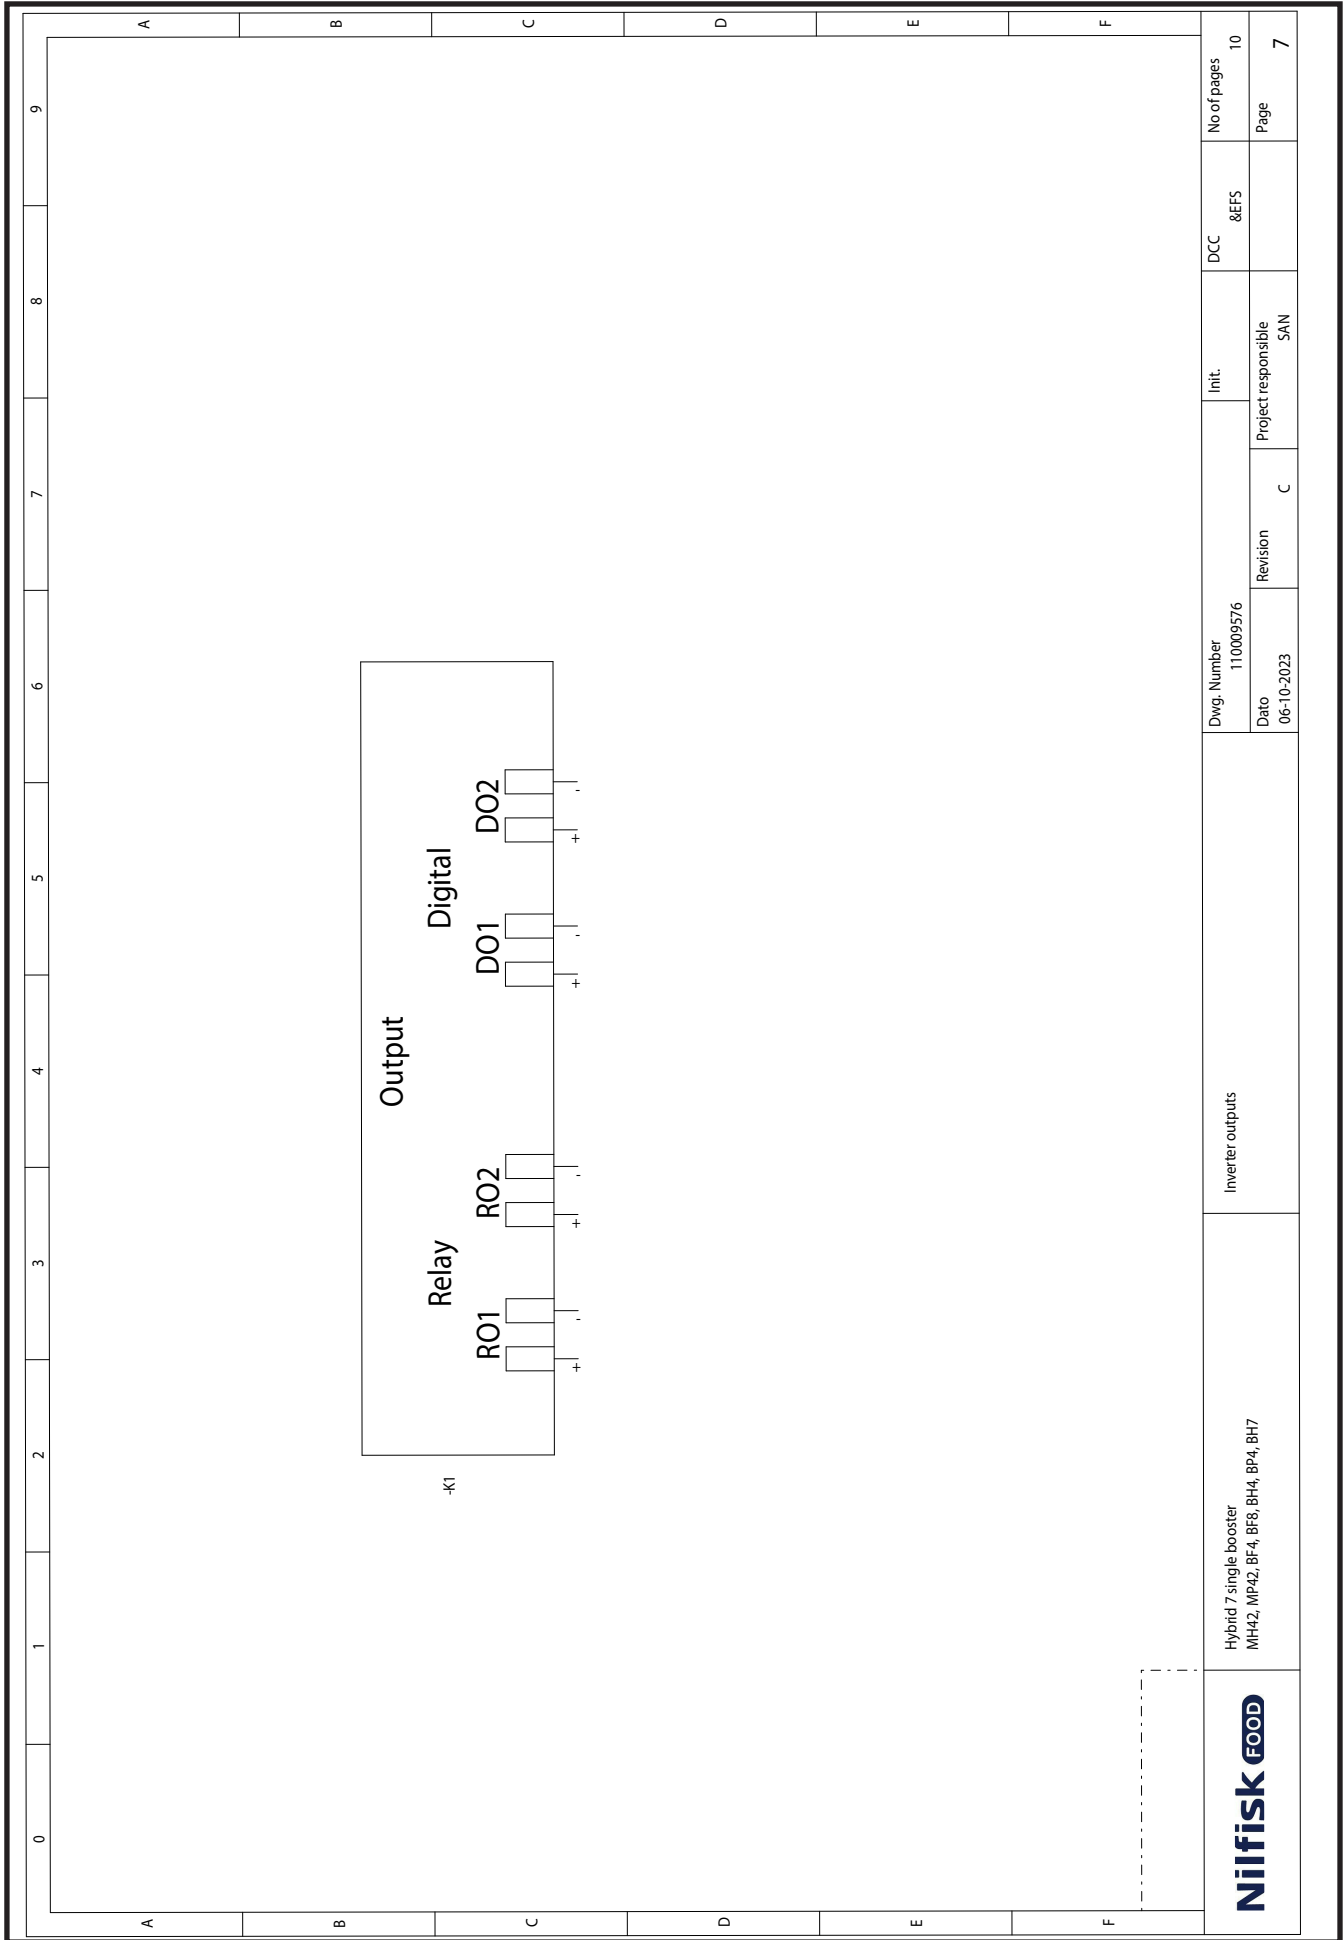 0 1 2 3 4 5 6 7 8 9
A A
B B
C C
D D
E E
F F
Output
Relay Digital
RO1 RO2 DO1 DO2
-K1
+ - + - + - + -
Nilfisk FOOD
Hybrid 7 single booster
MH42, MP42, BF4, BF8, BH4, BP4, BH7
Inverter outputs
Dwg. Number
110009576
Init.
DCC
&EFS
No of pages
10
Dato
06-10-2023
Revision
C
Project responsible
SAN
Page
7